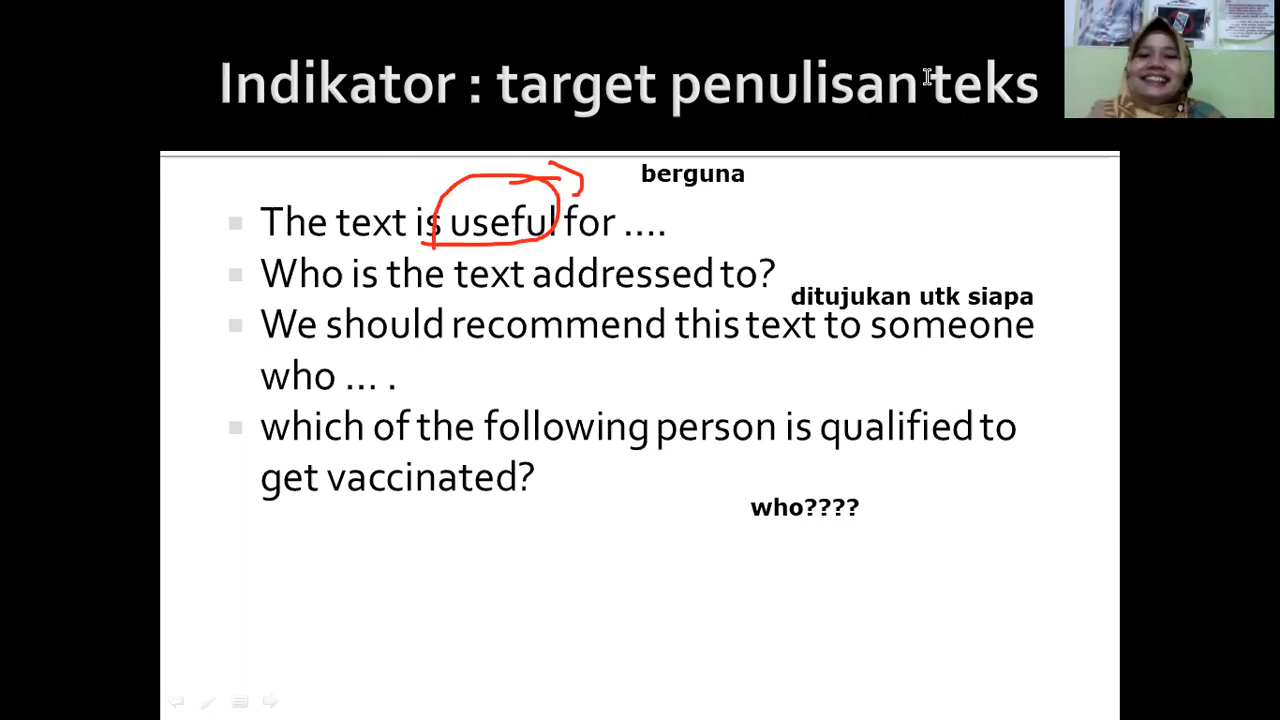 Indikator : target penulisan teks
berguna
The text is useful for ....
Who is the text addressed to?
ditujukan utk siapa
We should recommend this text to someone
who ... .
which of the following person is qualified to
get vaccinated?
who????